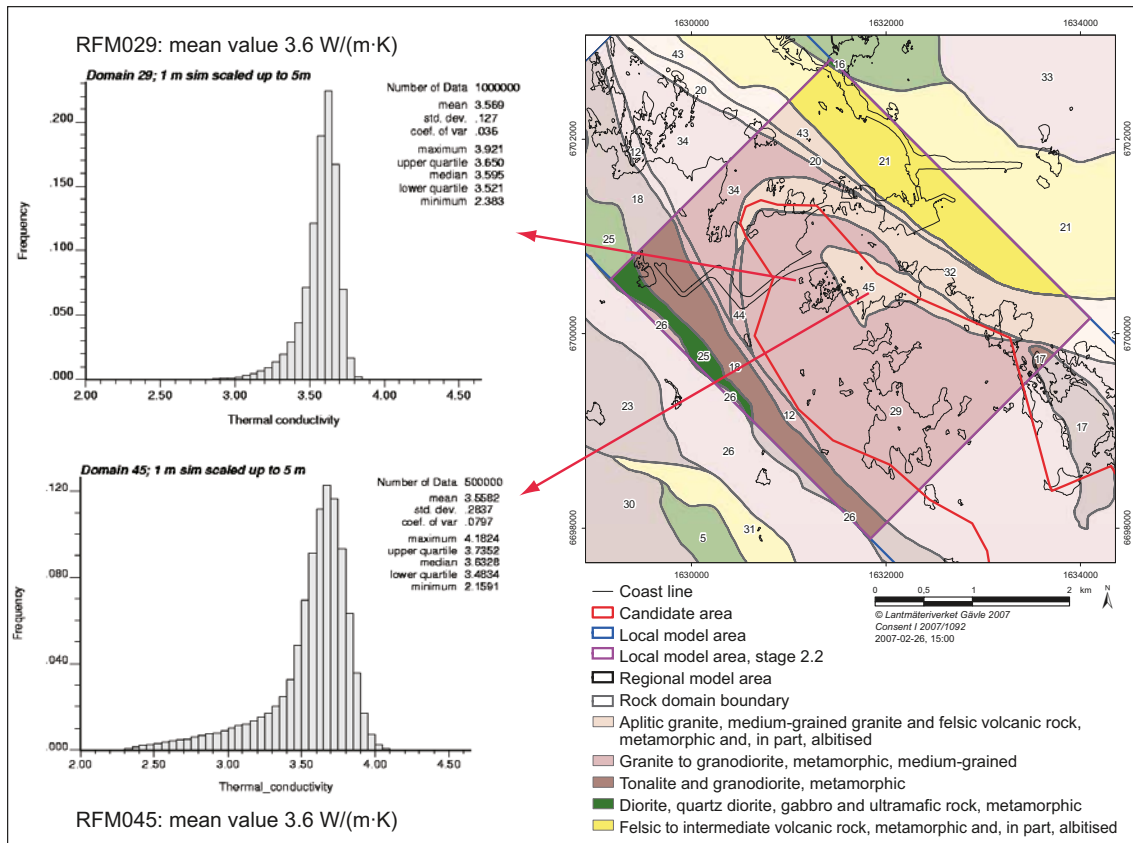 RFM029: mean value 3.6 W/(m·K)
Domain 29; 1 m sim scaled up to 5m
Number of Data 1000000
mean 3.569
std. dev. .127
coef. of var .036
maximum 3.921
upper quartile 3.650
median 3.595
lower quartile 3.521
minimum 2.383
Frequency
.200
.150
.100
.050
.000
2.00 2.50 3.00 3.50 4.00 4.50
Thermal conductivity
Domain 45; 1 m sim scaled up to 5 m
Number of Data 500000
mean 3.5582
std. dev. .2837
coef. of var .0797
maximum 4.1824
upper quartile 3.7352
median 3.6328
lower quartile 3.4834
minimum 2.1591
Frequency
.120
.080
.040
.000
2.00 2.50 3.00 3.50 4.00 4.50
Thermal_conductivity
RFM045: mean value 3.6 W/(m·K)
1630000 1632000 1634000
6702000
6700000
6698000
43
16
33
20
34
12
43
20
21
18
34
25
21
32
45
44
26
25
18
17
26
12
29
23
17
26
30
26
31
5
1630000 1632000 1634000
Coast line
Candidate area
Local model area
Local model area, stage 2.2
Regional model area
Rock domain boundary
Aplitic granite, medium-grained granite and felsic volcanic rock,
metamorphic and, in part, albitised
Granite to granodiorite, metamorphic, medium-grained
Tonalite and granodiorite, metamorphic
Diorite, quartz diorite, gabbro and ultramafic rock, metamorphic
Felsic to intermediate volcanic rock, metamorphic and, in part, albitised
0 0,5 1 2 km
N
© Lantmäteriverket Gävle 2007
Consent I 2007/1092
2007-02-26, 15:00